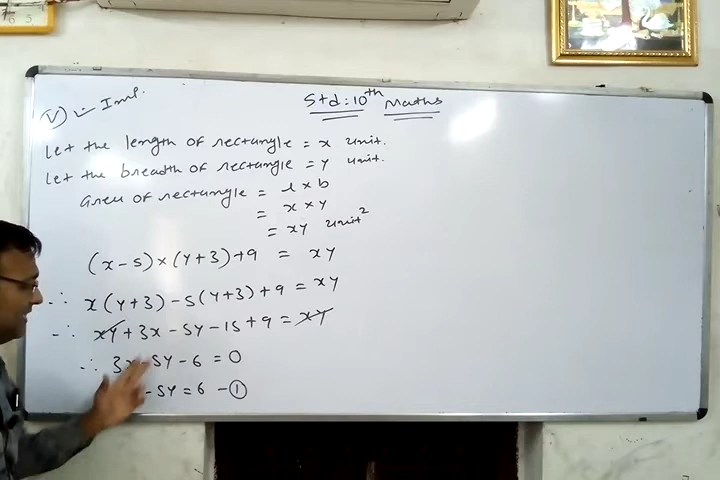 Std: 10th Maths
(V) Imp.
Let the length of rectangle = x unit.
Let the breadth of rectangle = y unit.
area of rectangle = l × b
= x × y
= xy unit²
(x-5)×(y+3)+9 = xy
∴ x(y+3)-5(y+3)+9 = xy
∴ xy+3x-5y-15+9 = xy
∴ 3x-5y-6 = 0
-5y = 6 -①